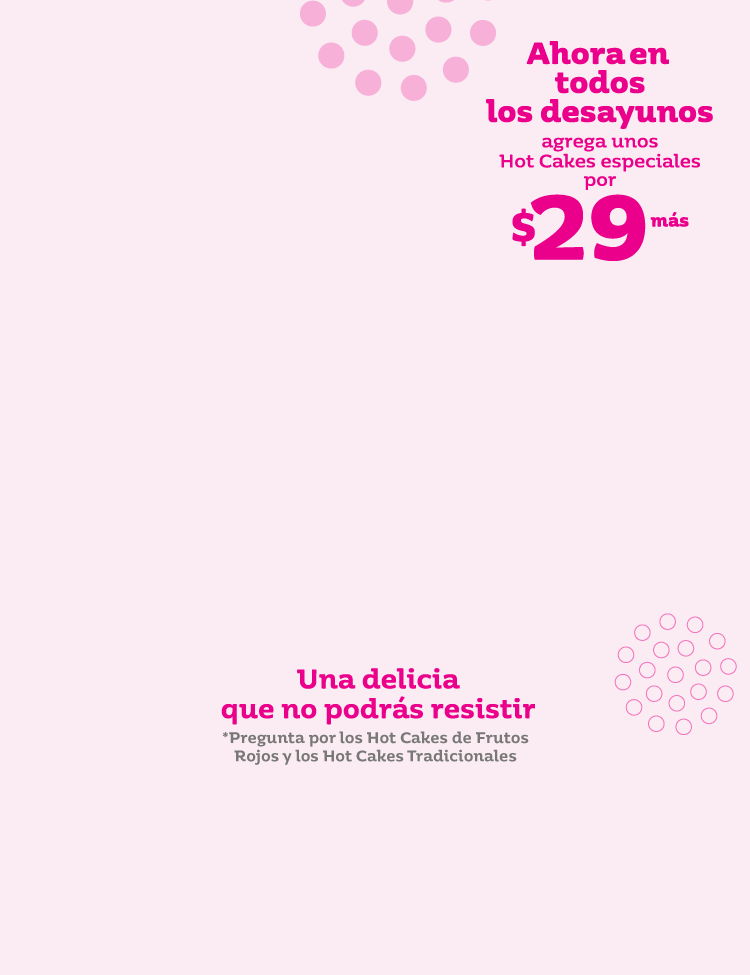 Ahora en
todos
los desayunos
agrega unos
Hot Cakes especiales
por
$29 más
Una delicia
que no podrás resistir
*Pregunta por los Hot Cakes de Frutos
Rojos y los Hot Cakes Tradicionales